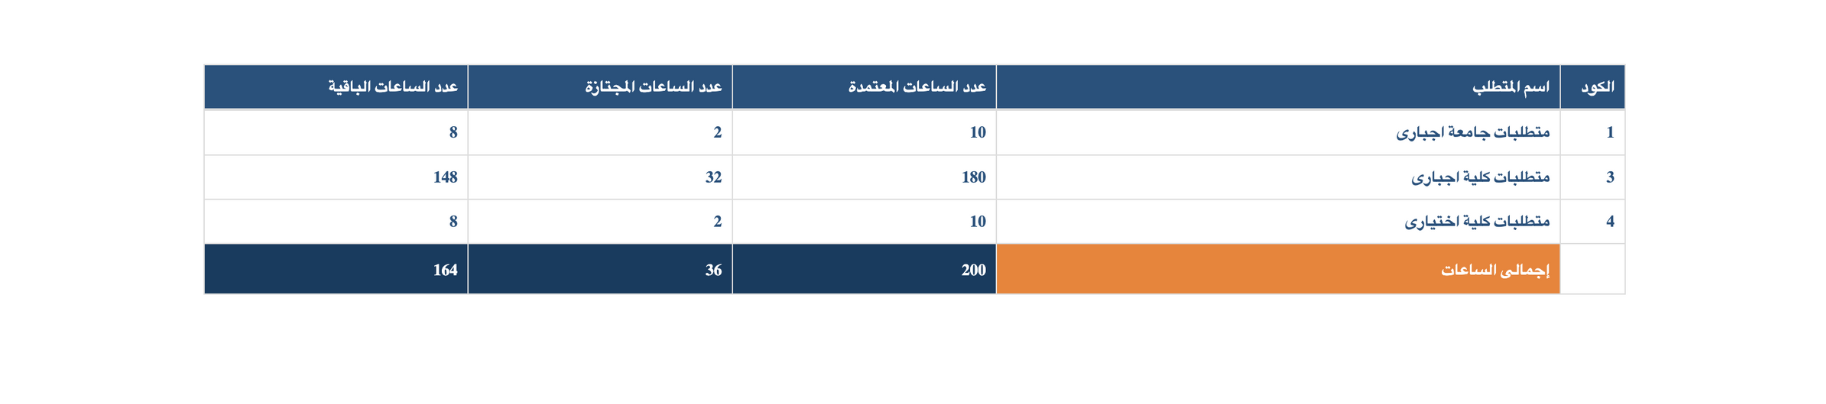 الكود اسم المتطلب عدد الساعات المعتمدة عدد الساعات المجتازة عدد الساعات الباقية
1 متطلبات جامعة اجبارى 10 2 8
3 متطلبات كلية اجبارى 180 32 148
4 متطلبات كلية اختيارى 10 2 8
إجمالى الساعات 200 36 164